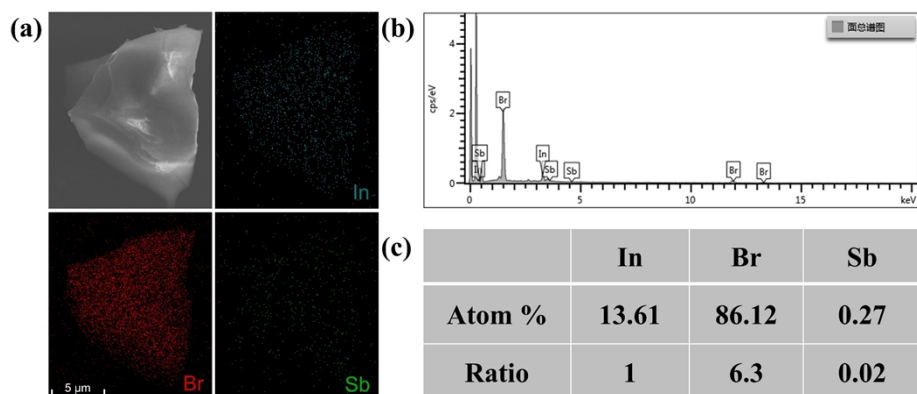 (a)
In
Br
5 μm
Sb
(b)
面总谱图
cps/eV
4
2
0
Sb
In
Br
In
Sb
Sb
Br
Br
0
5
10
15
keV
(c)
In Br Sb
Atom % 13.61 86.12 0.27
Ratio 1 6.3 0.02